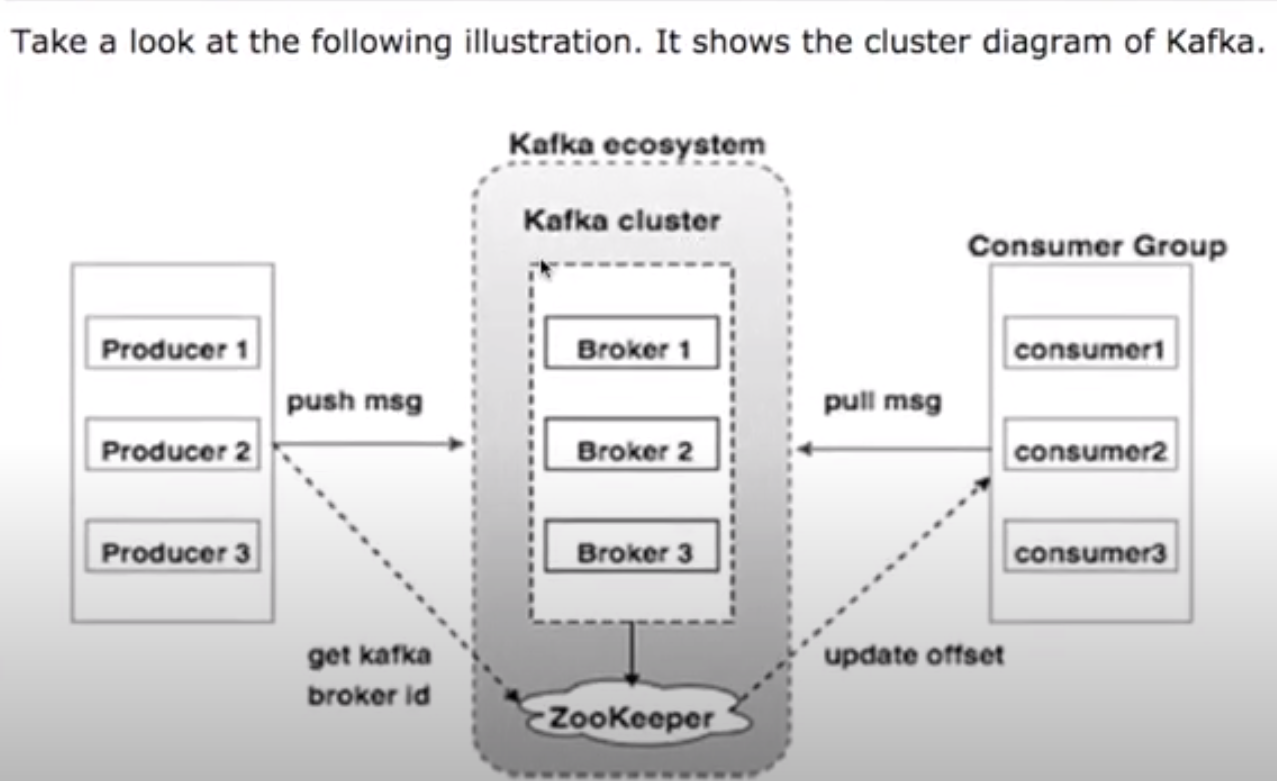 Take a look at the following illustration. It shows the cluster diagram of Kafka.
Kafka ecosystem
Kafka cluster
Consumer Group
Producer 1
Broker 1
consumer1
push msg
pull msg
Producer 2
Broker 2
consumer2
Producer 3
Broker 3
consumer3
get kafka
broker id
update offset
ZooKeeper